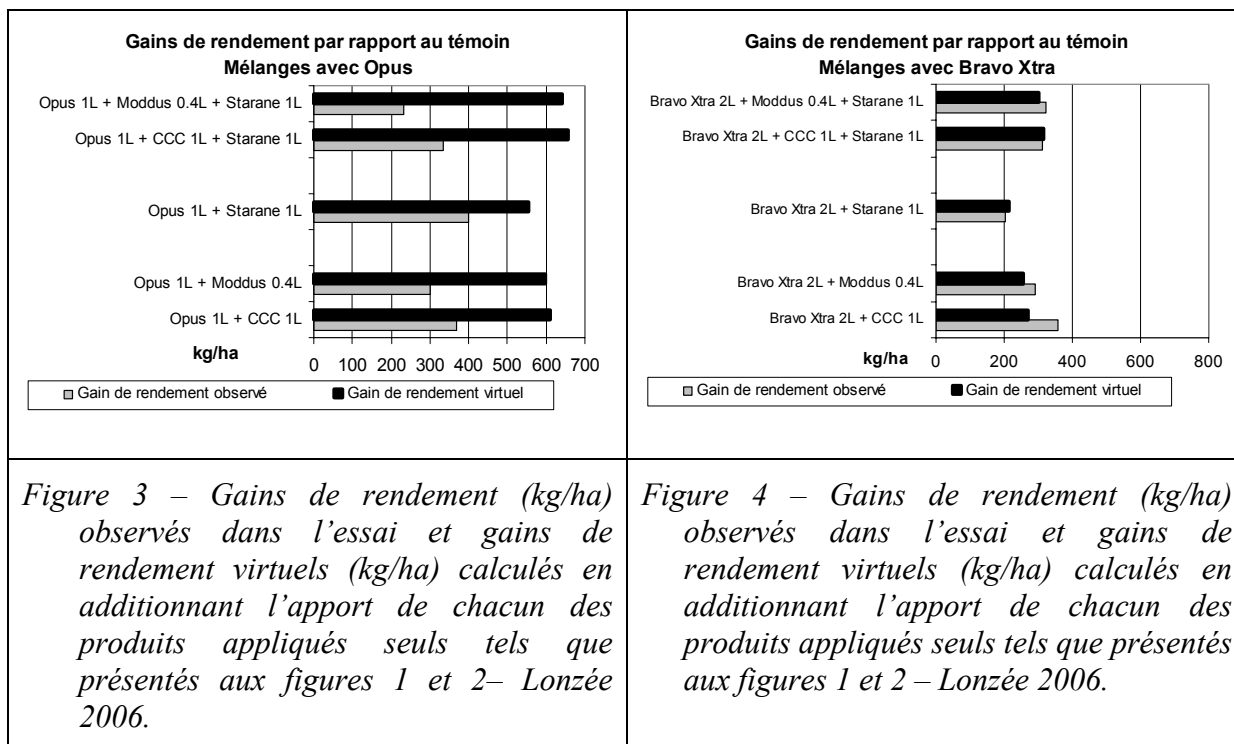 Gains de rendement par rapport au témoin
Mélanges avec Opus
Opus 1L + Moddus 0.4L + Starane 1L
Opus 1L + CCC 1L + Starane 1L
Opus 1L + Starane 1L
Opus 1L + Moddus 0.4L
Opus 1L + CCC 1L
kg/ha
0 100 200 300 400 500 600 700
Gain de rendement observé Gain de rendement virtuel
Gains de rendement par rapport au témoin
Mélanges avec Bravo Xtra
Bravo Xtra 2L + Moddus 0.4L + Starane 1L
Bravo Xtra 2L + CCC 1L + Starane 1L
Bravo Xtra 2L + Starane 1L
Bravo Xtra 2L + Moddus 0.4L
Bravo Xtra 2L + CCC 1L
kg/ha
0 200 400 600 800
Gain de rendement observé Gain de rendement virtuel
Figure 3 – Gains de rendement (kg/ha)
observés dans l'essai et gains de
rendement virtuels (kg/ha) calculés en
additionnant l'apport de chacun des
produits appliqués seuls tels que
présentés aux figures 1 et 2– Lonzée
2006.
Figure 4 – Gains de rendement (kg/ha)
observés dans l'essai et gains de
rendement virtuels (kg/ha) calculés en
additionnant l'apport de chacun des
produits appliqués seuls tels que présentés
aux figures 1 et 2 – Lonzée 2006.